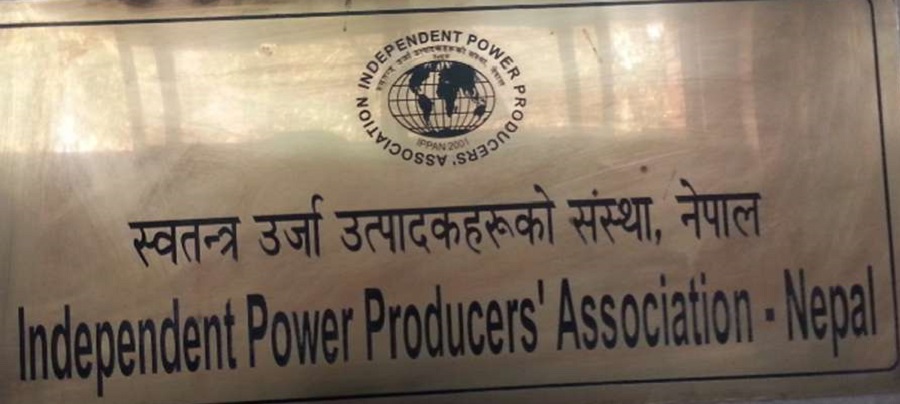 INDEPENDENT POWER PRODUCERS' ASSOCIATION
IPPAN 2001
स्वतन्त्र उर्जा उत्पादकहरूको संस्था, नेपाल
Independent Power Producers' Association - Nepal